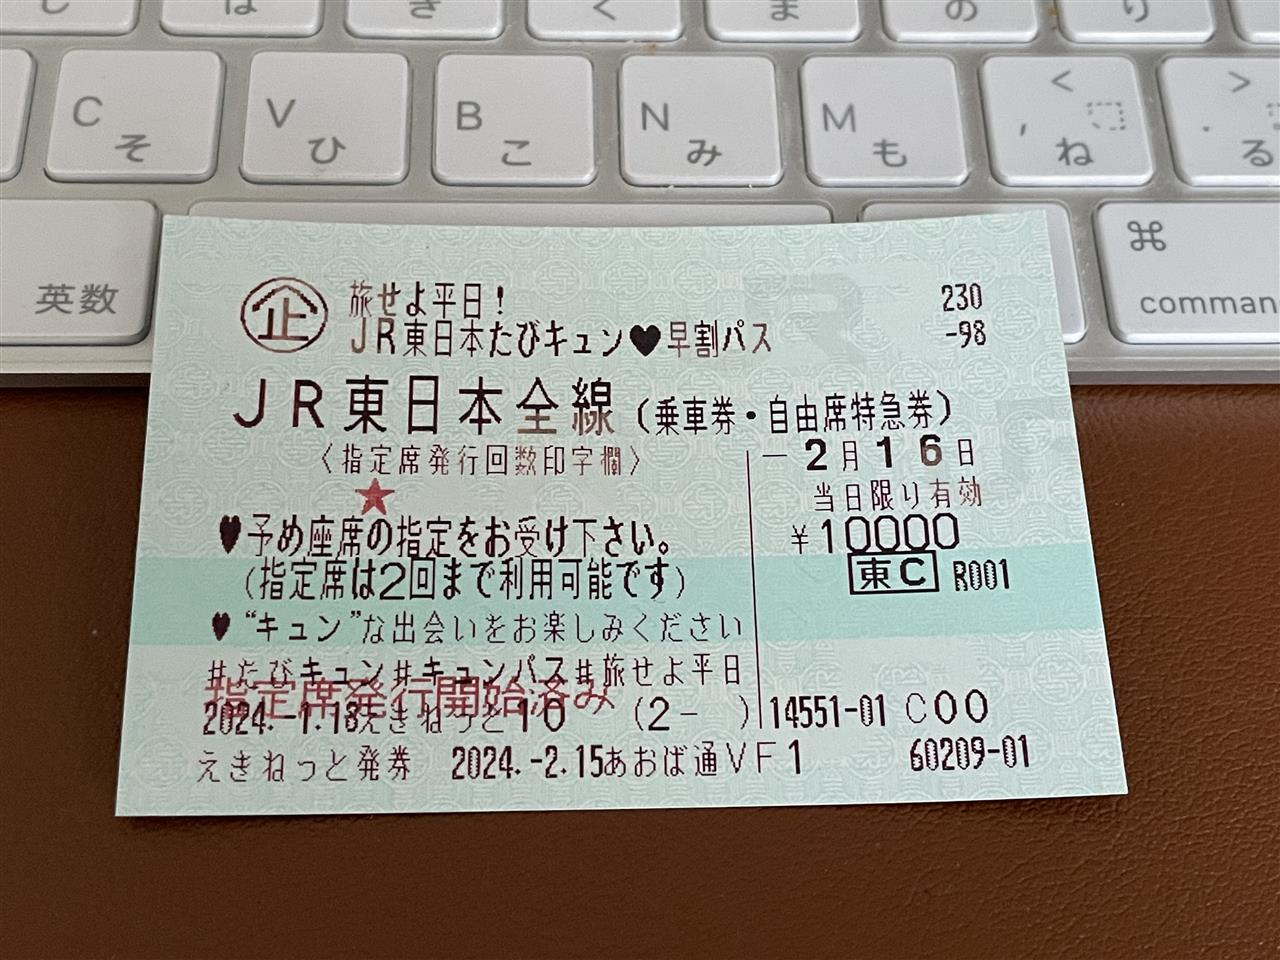 し は き く ま の り
C そ V ひ B こ N み M も < , ね > . る
英数 ⌘ comman
企 旅せよ平日! 230
JR東日本たびキュン♥早割パス -98
JR東日本全線(乗車券・自由席特急券)
〈指定席発行回数印字欄〉 -2月16日
★ 当日限り有効
♥予め座席の指定をお受け下さい。 ¥10000
(指定席は2回まで利用可能です) 東C R001
♥“キュン”な出会いをお楽しみください
#たびキュン#キュンパス#旅せよ平日
指定席発行開始済み
2024.-1.18えきねっと10 (2- ) 14551-01 C00
えきねっと発券 2024.-2.15あおば通VF1 60209-01